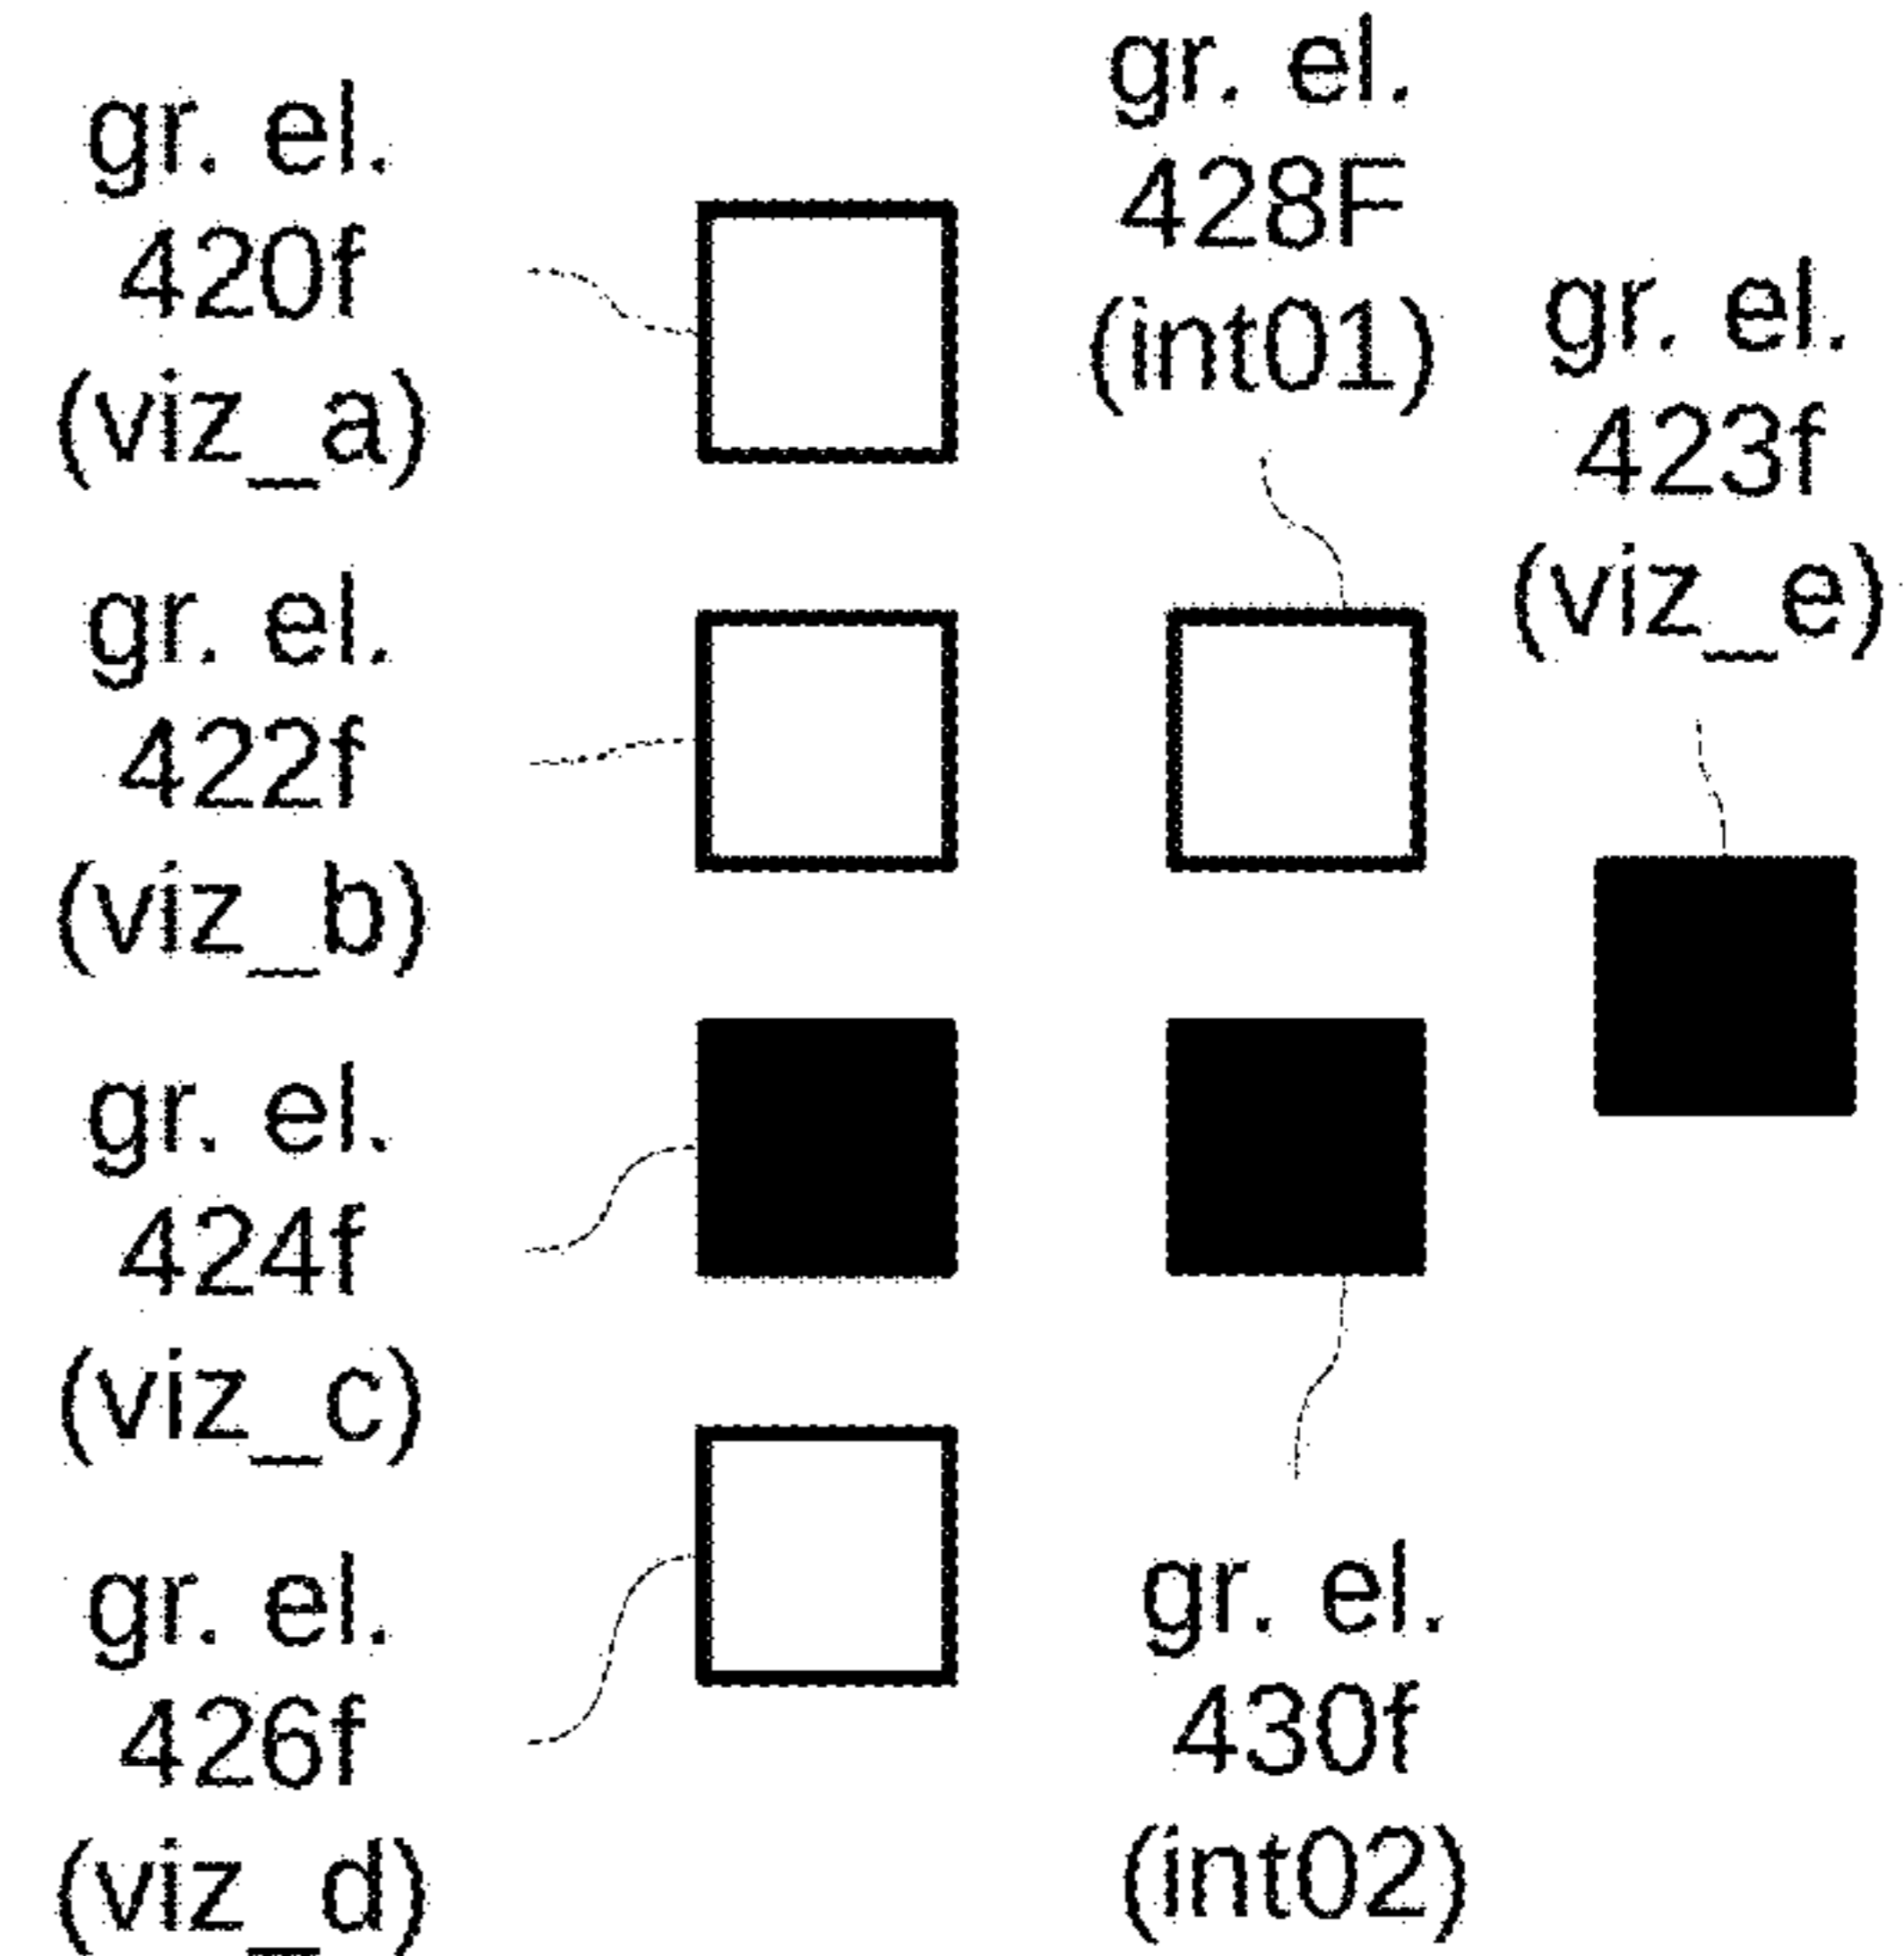 gr. el.
420f
(viz_a)
gr. el.
422f
(viz_b)
gr. el.
424f
(viz_c)
gr. el.
426f
(viz_d)
gr. el.
428F
(int01)
gr. el.
430f
(int02)
gr. el.
423f
(viz_e)